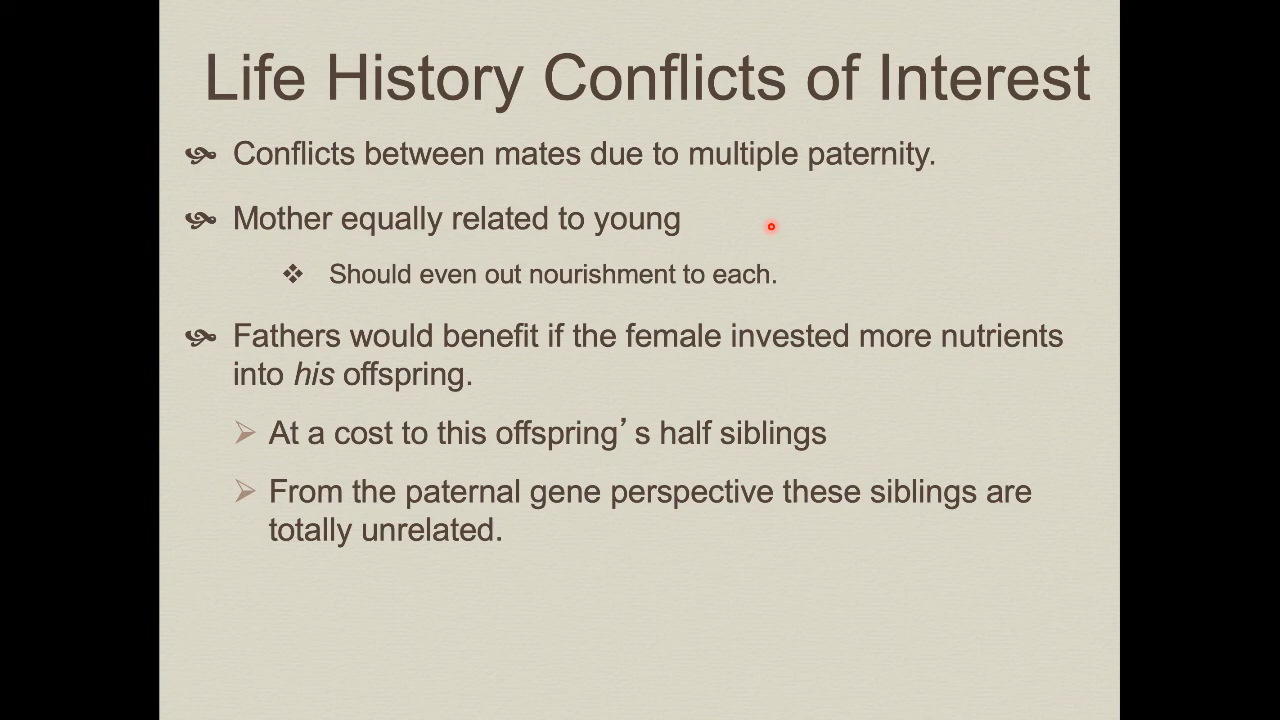 Life History Conflicts of Interest
Conflicts between mates due to multiple paternity.
Mother equally related to young
Should even out nourishment to each.
Fathers would benefit if the female invested more nutrients
into his offspring.
At a cost to this offspring’s half siblings
From the paternal gene perspective these siblings are
totally unrelated.